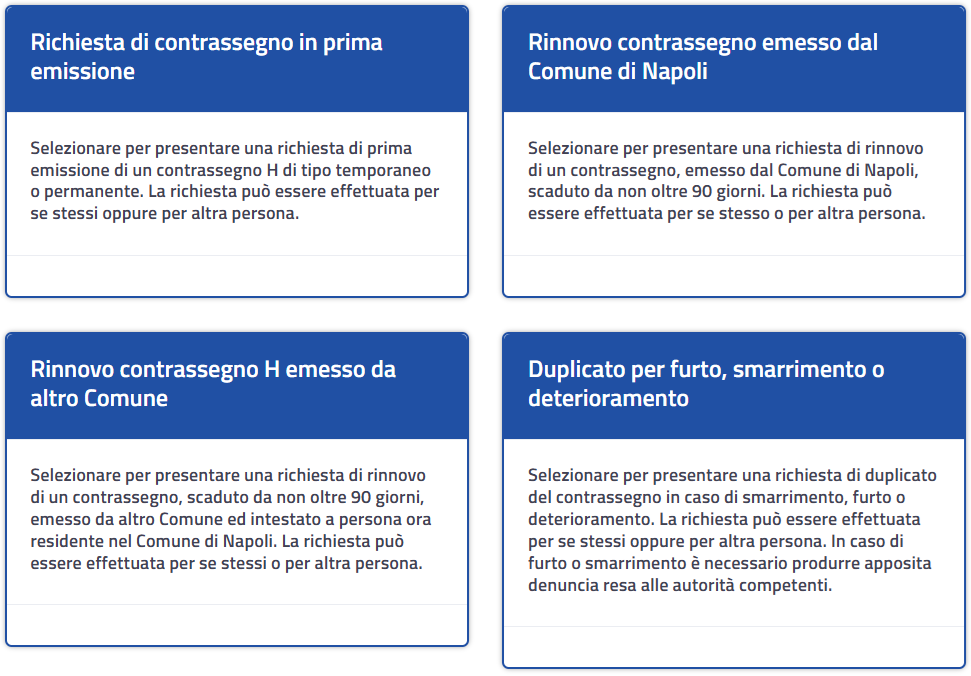 Richiesta di contrassegno in prima
emissione
Selezionare per presentare una richiesta di prima
emissione di un contrassegno H di tipo temporaneo
o permanente. La richiesta può essere effettuata per
se stessi oppure per altra persona.
Rinnovo contrassegno emesso dal
Comune di Napoli
Selezionare per presentare una richiesta di rinnovo
di un contrassegno, emesso dal Comune di Napoli,
scaduto da non oltre 90 giorni. La richiesta può
essere effettuata per se stesso o per altra persona.
Rinnovo contrassegno H emesso da
altro Comune
Selezionare per presentare una richiesta di rinnovo
di un contrassegno, scaduto da non oltre 90 giorni,
emesso da altro Comune ed intestato a persona ora
residente nel Comune di Napoli. La richiesta può
essere effettuata per se stessi o per altra persona.
Duplicato per furto, smarrimento o
deterioramento
Selezionare per presentare una richiesta di duplicato
del contrassegno in caso di smarrimento, furto o
deterioramento. La richiesta può essere effettuata
per se stessi oppure per altra persona. In caso di
furto o smarrimento è necessario produrre apposita
denuncia resa alle autorità competenti.